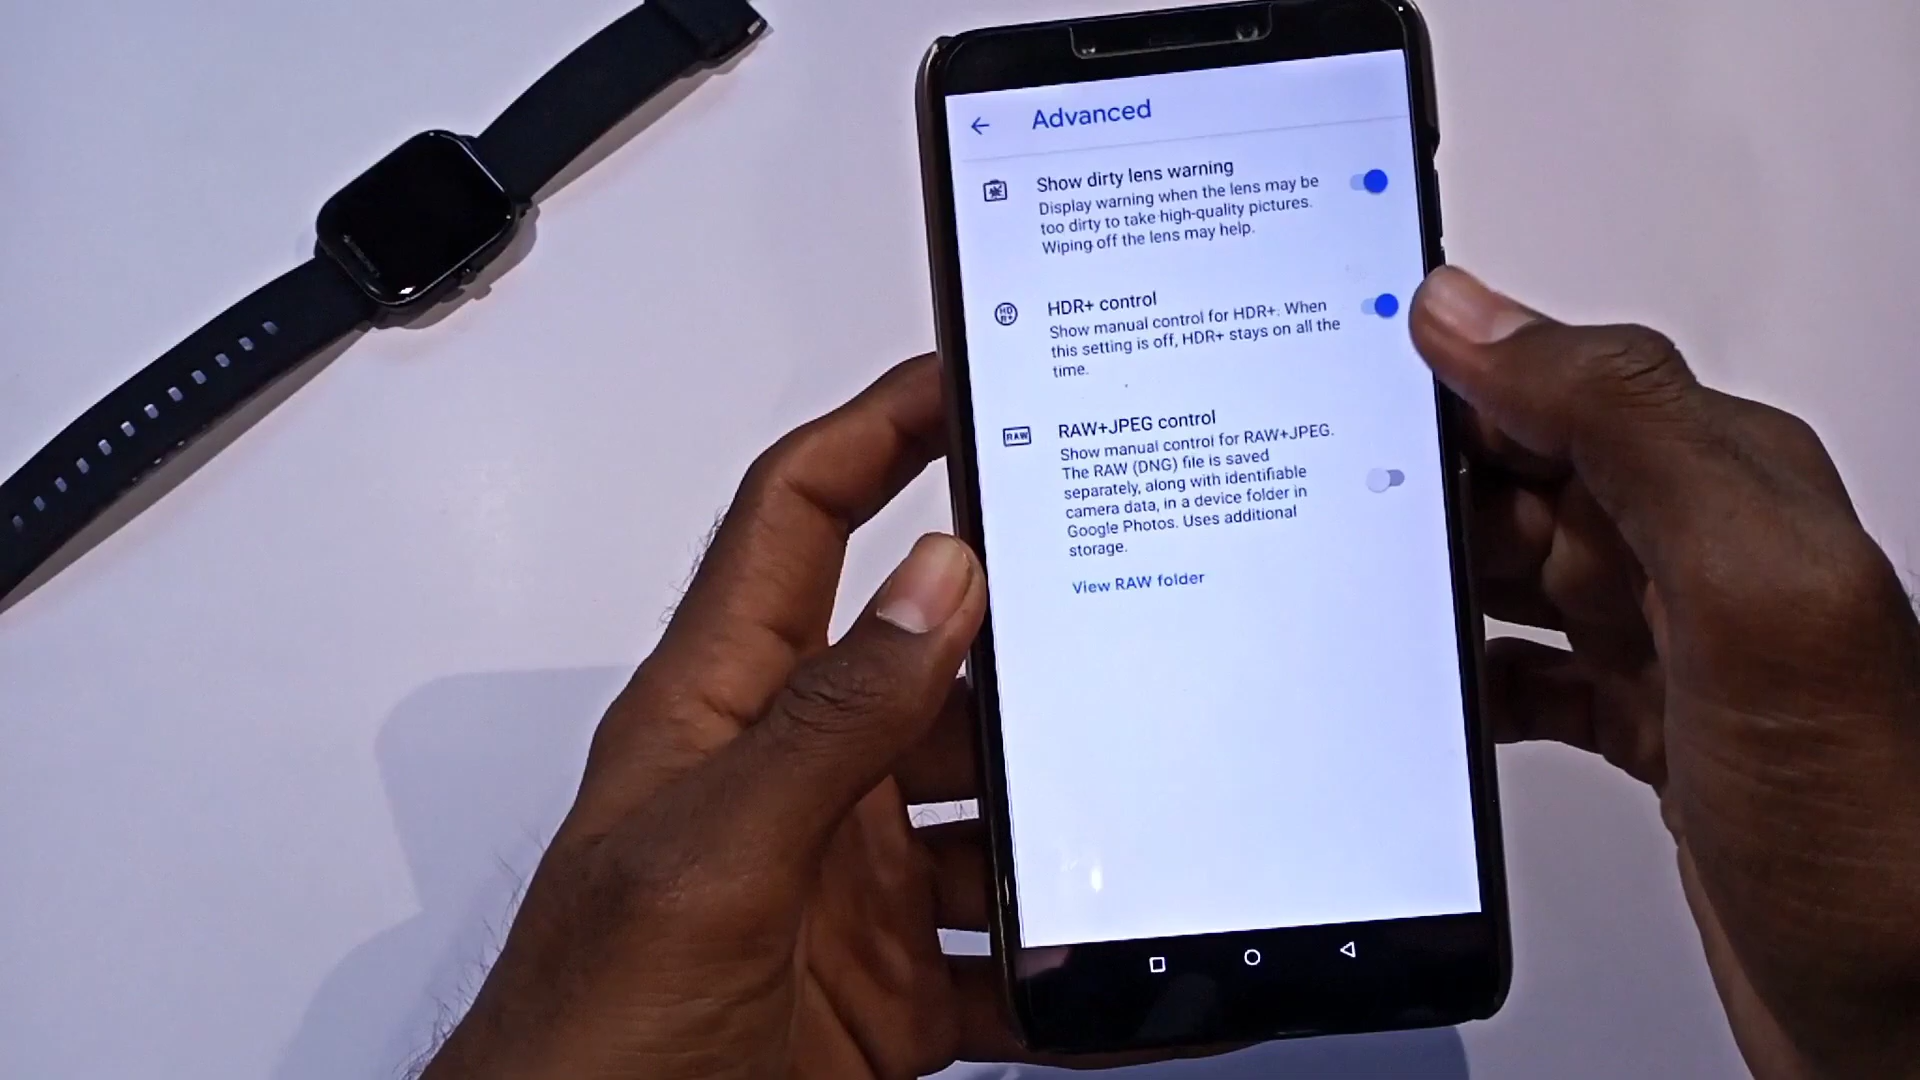 Advanced
Show dirty lens warning
Display warning when the lens may be
too dirty to take high-quality pictures.
Wiping off the lens may help.
HD
R+
HDR+ control
Show manual control for HDR+. When
this setting is off, HDR+ stays on all the
time.
RAW
RAW+JPEG control
Show manual control for RAW+JPEG.
The RAW (DNG) file is saved
separately, along with identifiable
camera data, in a device folder in
Google Photos. Uses additional
storage.
View RAW folder